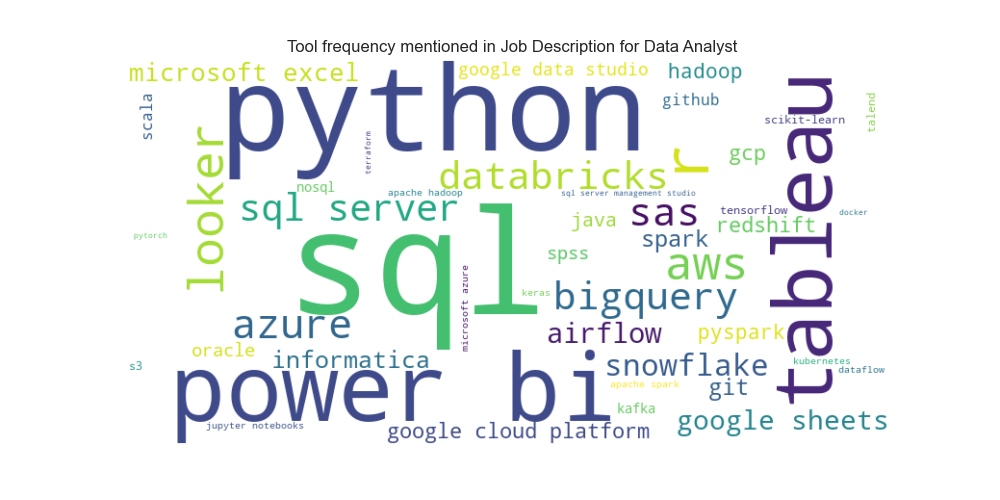 Tool frequency mentioned in Job Description for Data Analyst
microsoft excel
python
google data studio
hadoop
tableau
scala
github
talend
scikit-learn
terraform
looker
r
gcp
databricks
nosql
apache hadoop
sql server management studio
sql server
sql
java
sas
tensorflow
docker
redshift
pytorch
spark
spss
aws
microsoft azure
keras
bigquery
azure
airflow
pyspark
oracle
informatica
snowflake
kubernetes
dataflow
s3
power bi
apache spark
git
kafka
google sheets
jupyter notebooks
google cloud platform